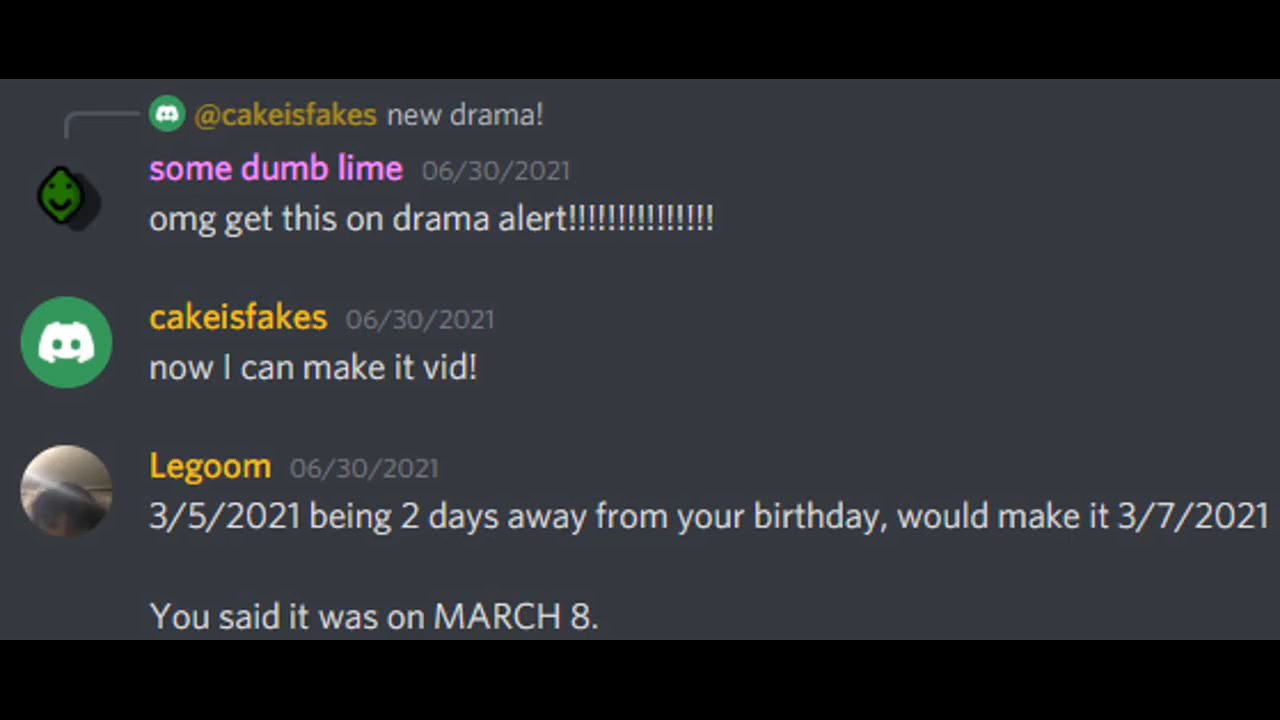 @cakeisfakes new drama!
some dumb lime 06/30/2021
omg get this on drama alert!!!!!!!!!!!!!!!
cakeisfakes 06/30/2021
now I can make it vid!
Legoom 06/30/2021
3/5/2021 being 2 days away from your birthday, would make it 3/7/2021
You said it was on MARCH 8.